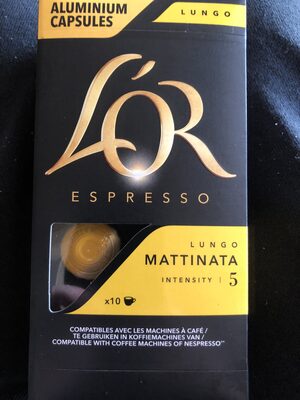 ALUMINIUM
CAPSULES
LUNGO
L'OR
ESPRESSO
LUNGO
MATTINATA
INTENSITY | 5
x10
COMPATIBLES AVEC LES MACHINES À CAFÉ /
TE GEBRUIKEN IN KOFFIEMACHINES VAN /
COMPATIBLE WITH COFFEE MACHINES OF NESPRESSO**